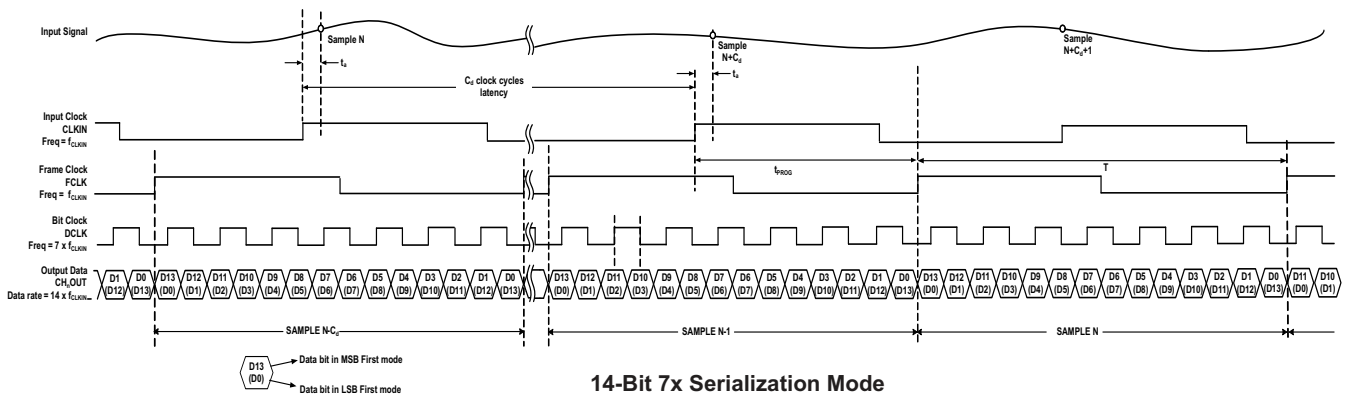 Input Signal
Sample N
Sample
N+Cd
Sample
N+Cd+1
ta
ta
Cd clock cycles
latency
Input Clock
CLKIN
Freq = fCLKIN
tPROG
T
Frame Clock
FCLK
Freq = fCLKIN
Bit Clock
DCLK
Freq = 7 x fCLKIN
Output Data
CHnOUT
Data rate = 14 x fCLKIN
D1 D0 D13 D12 D11 D10 D9 D8 D7 D6 D5 D4 D3 D2 D1 D0 D13 D12 D11 D10 D9 D8 D7 D6 D5 D4 D3 D2 D1 D0 D13 D12 D11 D10 D9 D8 D7 D6 D5 D4 D3 D2 D1 D0 D11 D10
(D12) (D13) (D0) (D1) (D2) (D3) (D4) (D5) (D6) (D7) (D8) (D9) (D10) (D11) (D12) (D13) (D0) (D1) (D2) (D3) (D4) (D5) (D6) (D7) (D8) (D9) (D10) (D11) (D12) (D13) (D0) (D1) (D2) (D3) (D4) (D5) (D6) (D7) (D8) (D9) (D10) (D11) (D12) (D13) (D0) (D1)
SAMPLE N-Cd
SAMPLE N-1
SAMPLE N
D13
(D0)
Data bit in MSB First mode
Data bit in LSB First mode
14-Bit 7x Serialization Mode